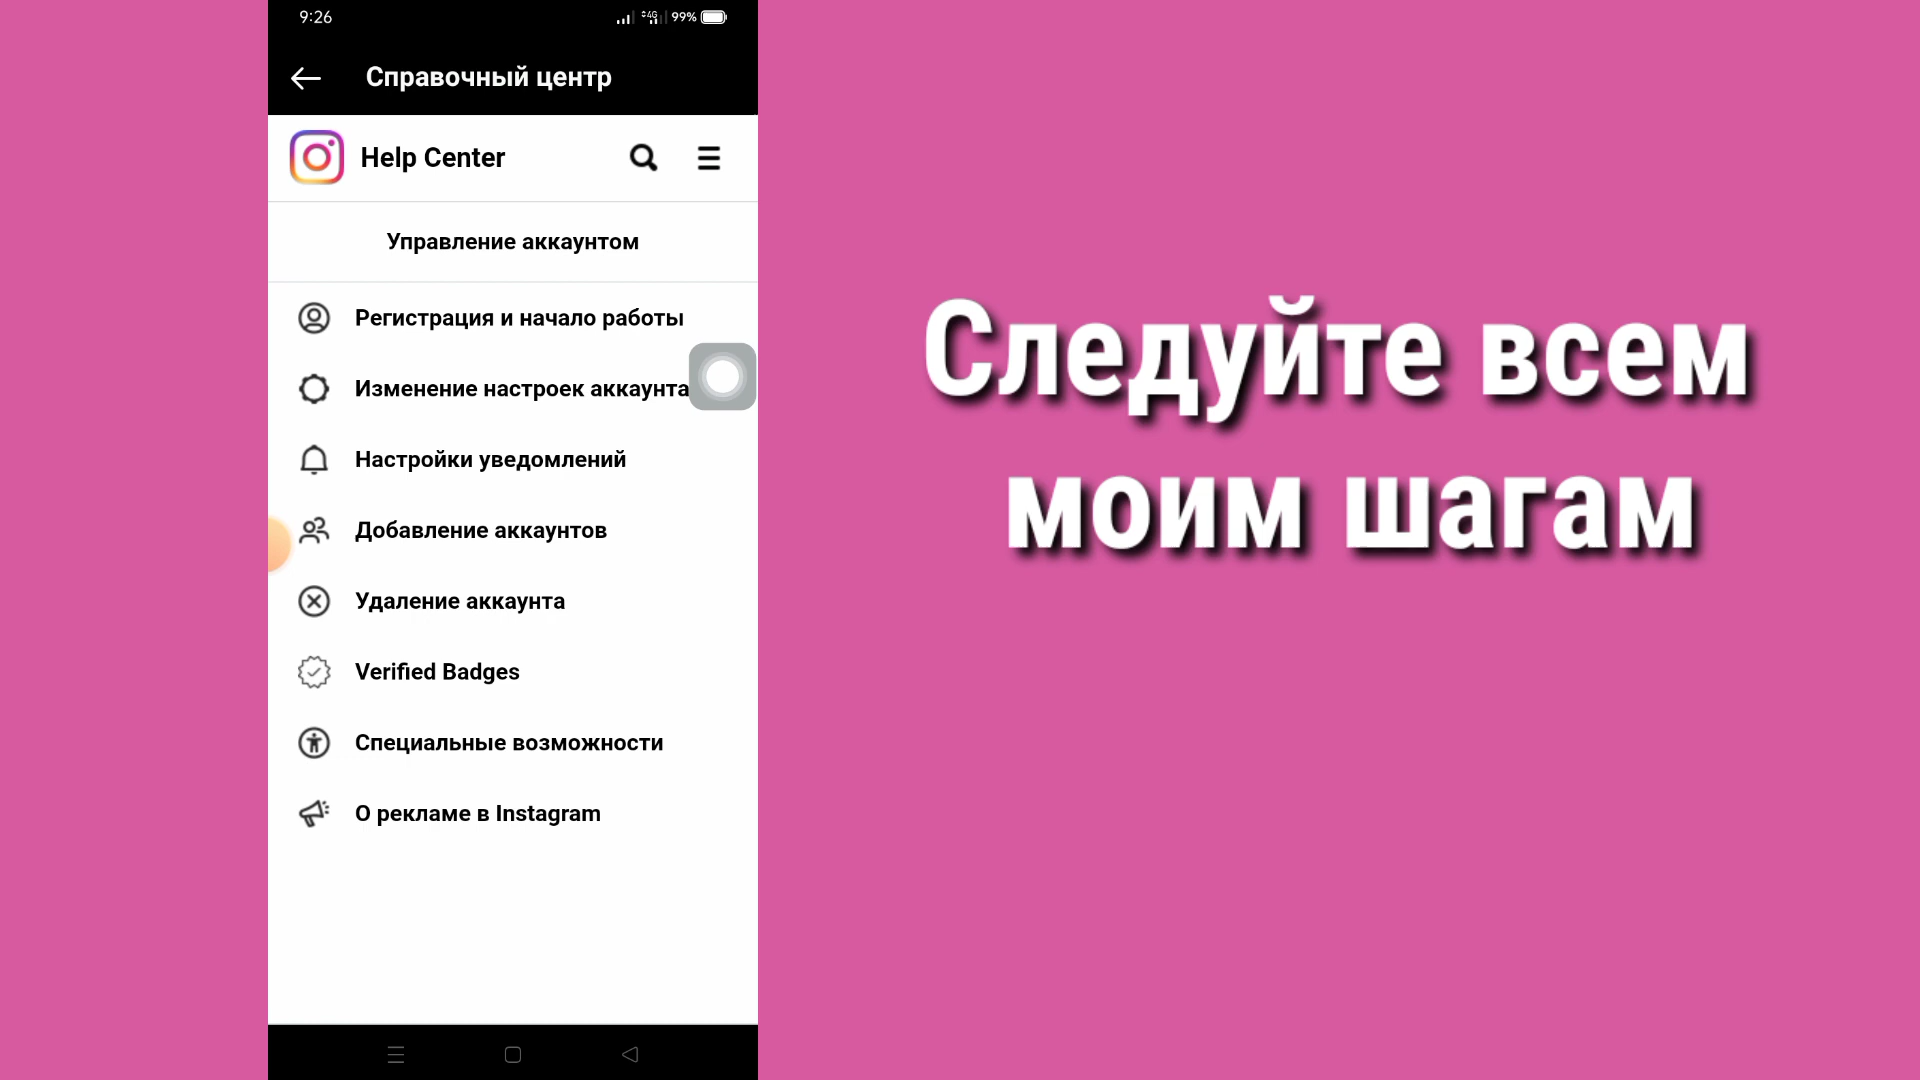 9:26
4G 99%
Справочный центр
Help Center
Управление аккаунтом
Регистрация и начало работы
Изменение настроек аккаунта
Настройки уведомлений
Добавление аккаунтов
Удаление аккаунта
Verified Badges
Специальные возможности
О рекламе в Instagram
Следуйте всем
моим шагам